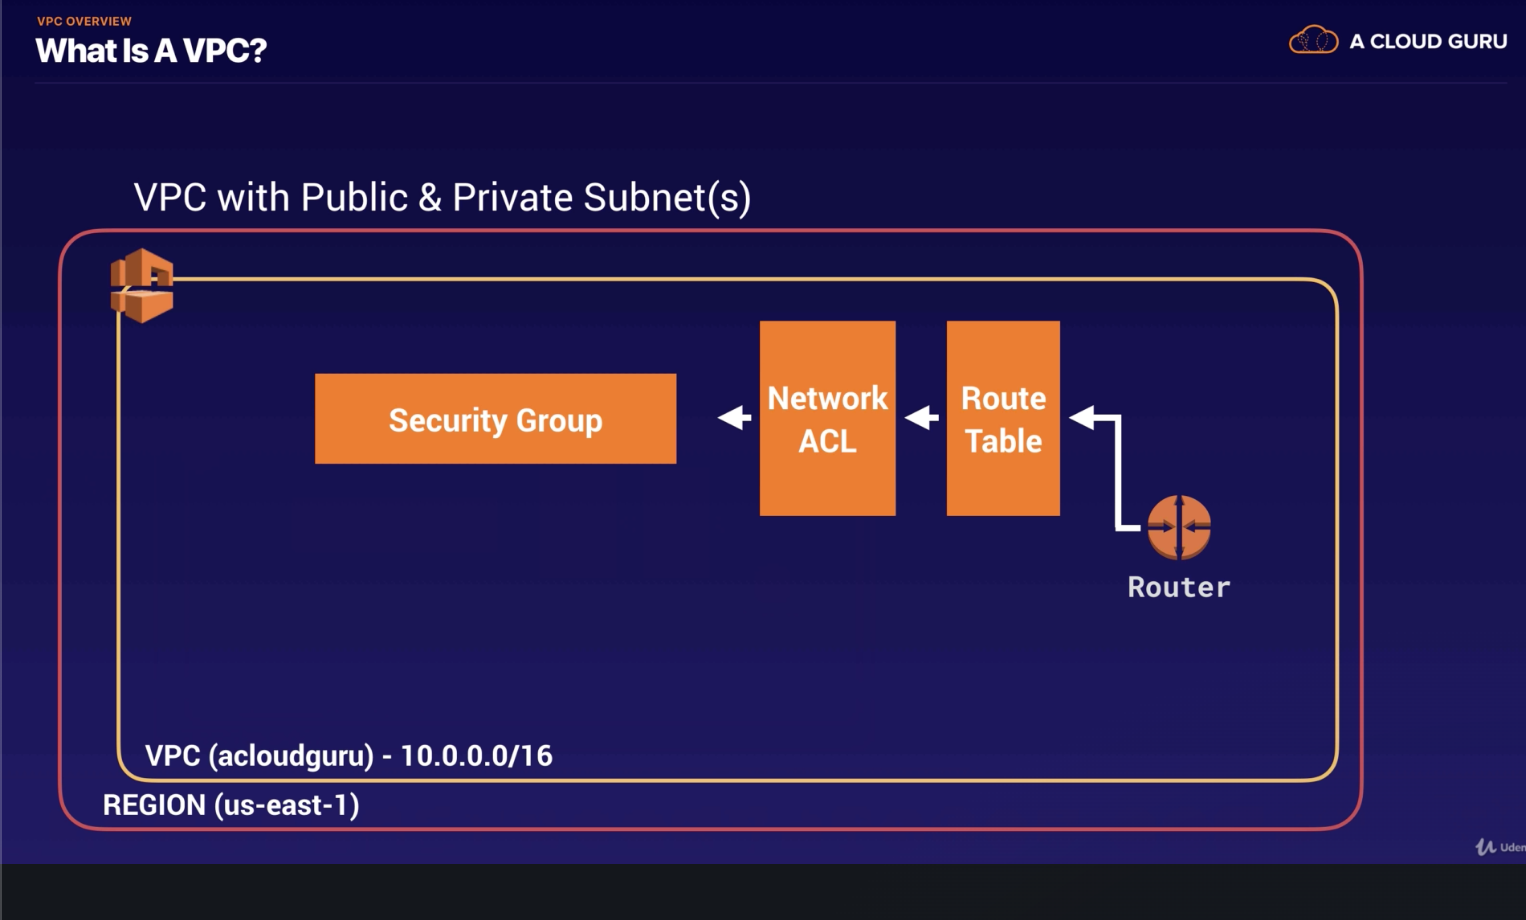 VPC OVERVIEW
What Is A VPC?
A CLOUD GURU
VPC with Public & Private Subnet(s)
Security Group
Network
ACL
Route
Table
Router
VPC (acloudguru) - 10.0.0.0/16
REGION (us-east-1)
Uden